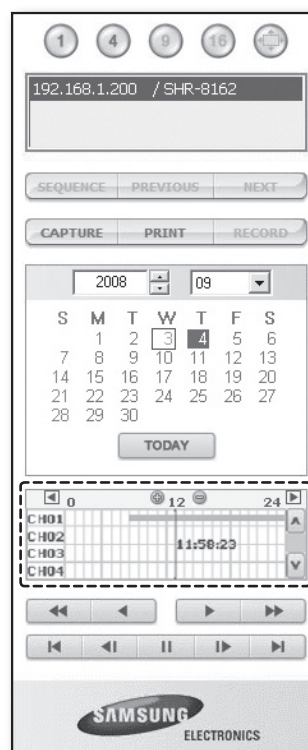 1 4 9 16
192.168.1.200 / SHR-8162
SEQUENCE PREVIOUS NEXT
CAPTURE PRINT RECORD
2008 09
S M T W T F S
1 2 3 4 5 6
7 8 9 10 11 12 13
14 15 16 17 18 19 20
21 22 23 24 25 26 27
28 29 30
TODAY
0 12 24
CH01
CH02
11:58:23
CH03
CH04
SAMSUNG
ELECTRONICS